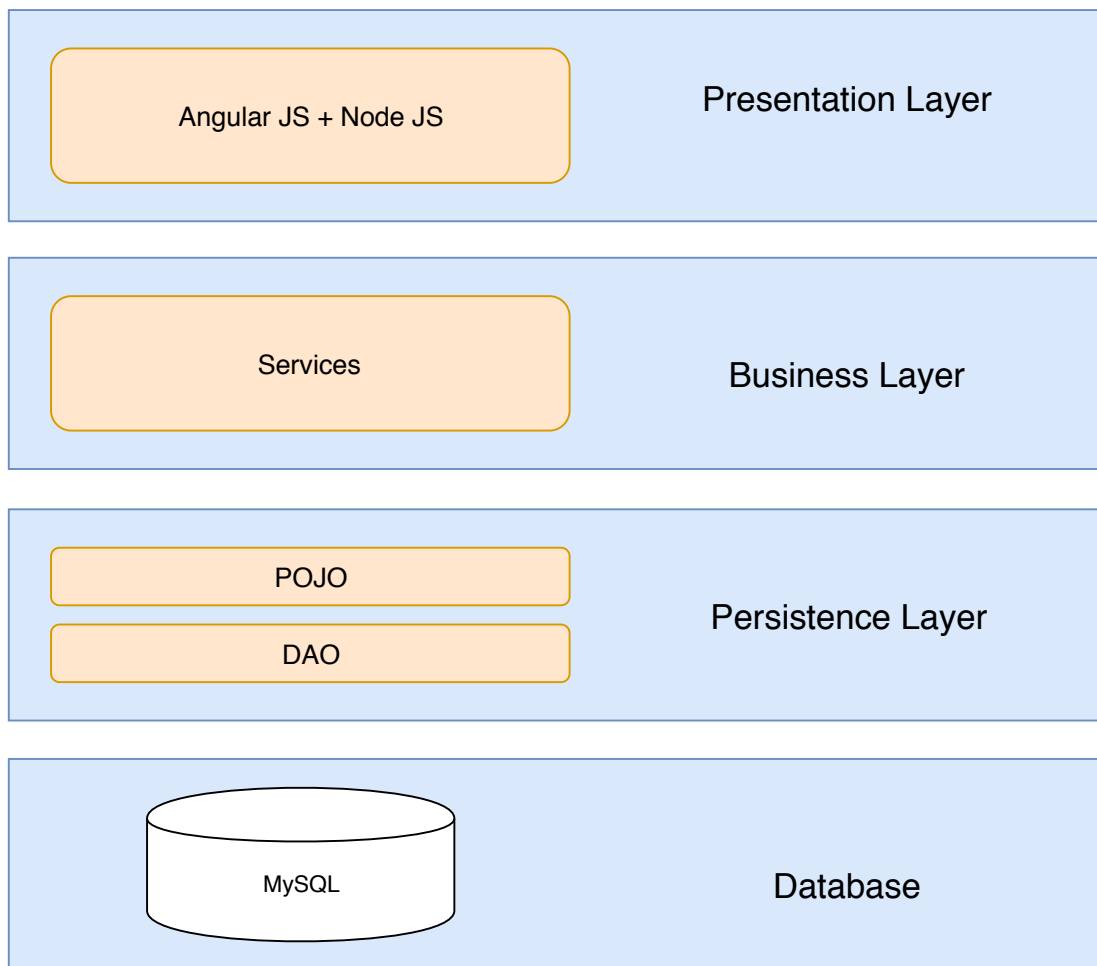 Angular JS + Node JS
Presentation Layer
Services
Business Layer
POJO
DAO
Persistence Layer
MySQL
Database